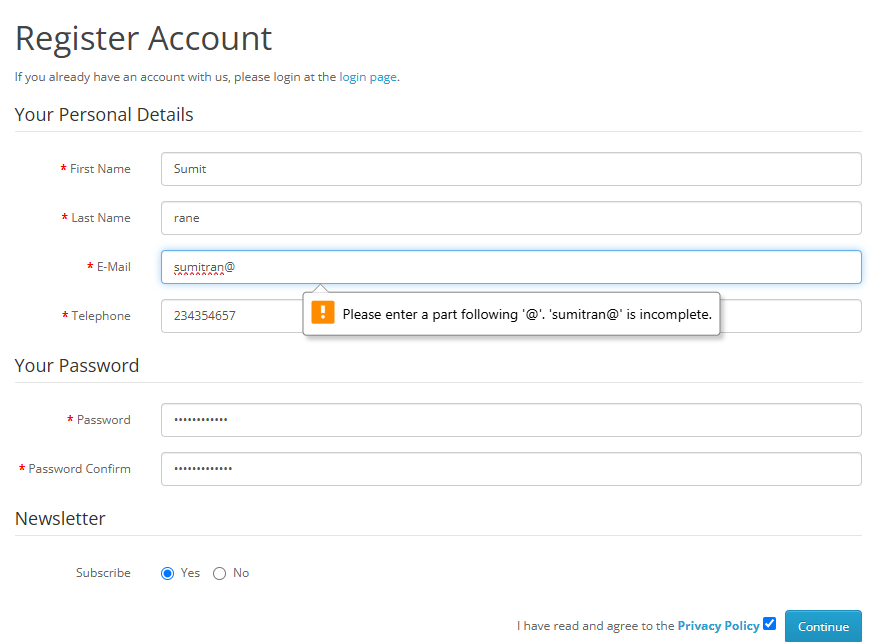 Register Account
If you already have an account with us, please login at the login page.
Your Personal Details
* First Name Sumit
* Last Name rane
* E-Mail sumitran@
Please enter a part following '@'. 'sumitran@' is incomplete.
* Telephone 234354657
Your Password
* Password ••••••••••••
* Password Confirm •••••••••••••
Newsletter
Subscribe Yes No
I have read and agree to the Privacy Policy Continue